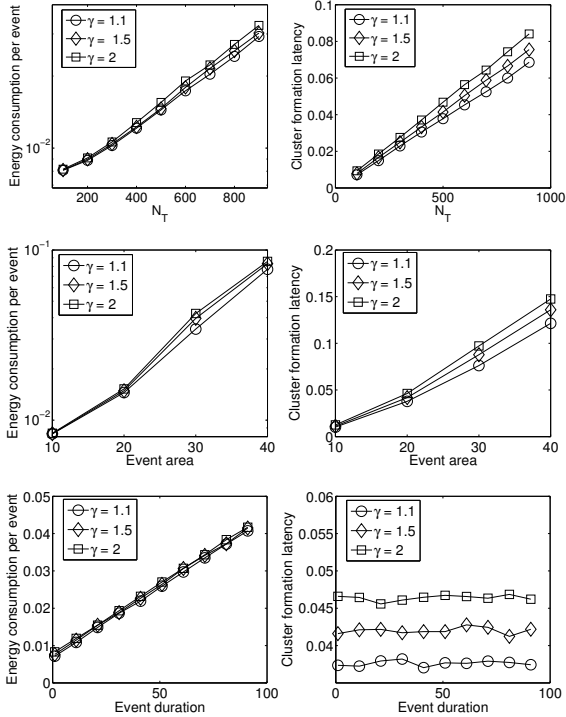 Energy consumption per event
γ = 1.1
γ = 1.5
γ = 2
10⁻²
200 400 600 800
N_T
Cluster formation latency
γ = 1.1
γ = 1.5
γ = 2
0.1
0.08
0.06
0.04
0.02
0
0 500 1000
N_T
Energy consumption per event
γ = 1.1
γ = 1.5
γ = 2
10⁻¹
10⁻²
10 20 30 40
Event area
Cluster formation latency
γ = 1.1
γ = 1.5
γ = 2
0.2
0.15
0.1
0.05
0
10 20 30 40
Event area
Energy consumption per event
γ = 1.1
γ = 1.5
γ = 2
0.05
0.04
0.03
0.02
0.01
0
0 50 100
Event duration
Cluster formation latency
γ = 1.1
γ = 1.5
γ = 2
0.06
0.055
0.05
0.045
0.04
0 50 100
Event duration